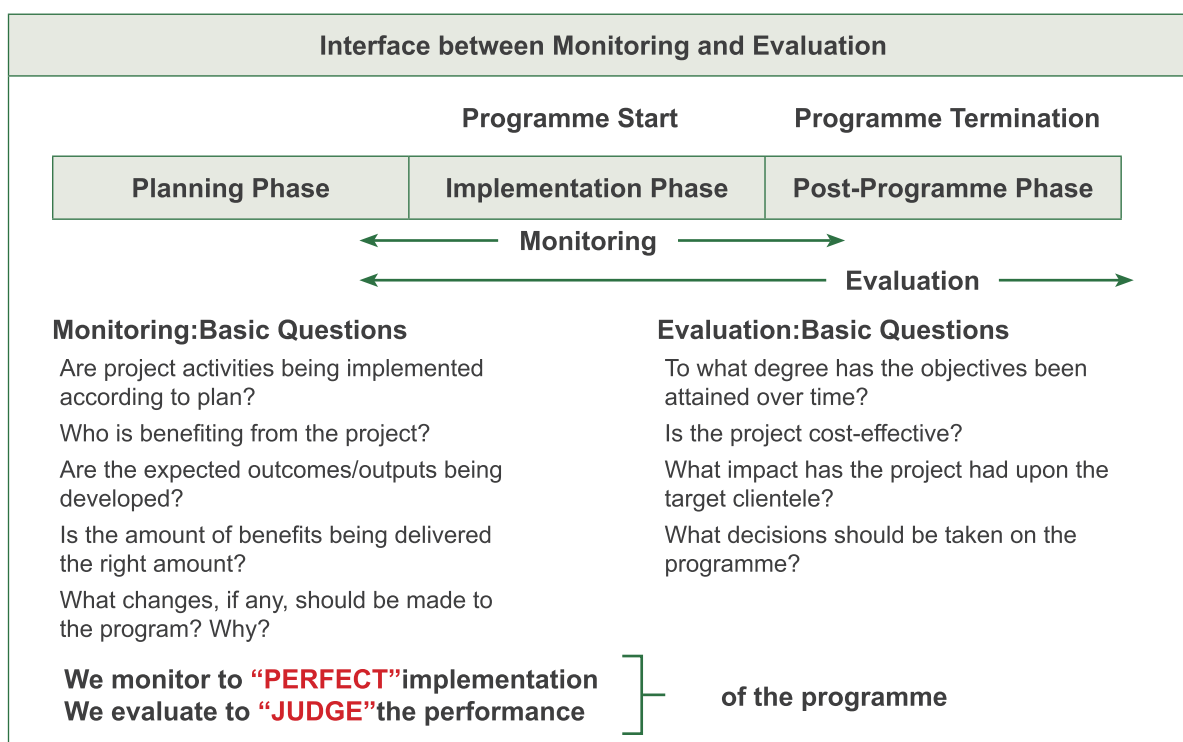 Interface between Monitoring and Evaluation
Programme Start
Programme Termination
Planning Phase
Implementation Phase
Post-Programme Phase
Monitoring
Evaluation
Monitoring:Basic Questions
Are project activities being implemented
according to plan?
Who is benefiting from the project?
Are the expected outcomes/outputs being
developed?
Is the amount of benefits being delivered
the right amount?
What changes, if any, should be made to
the program? Why?
Evaluation:Basic Questions
To what degree has the objectives been
attained over time?
Is the project cost-effective?
What impact has the project had upon the
target clientele?
What decisions should be taken on the
programme?
We monitor to “PERFECT”implementation
We evaluate to “JUDGE”the performance
of the programme